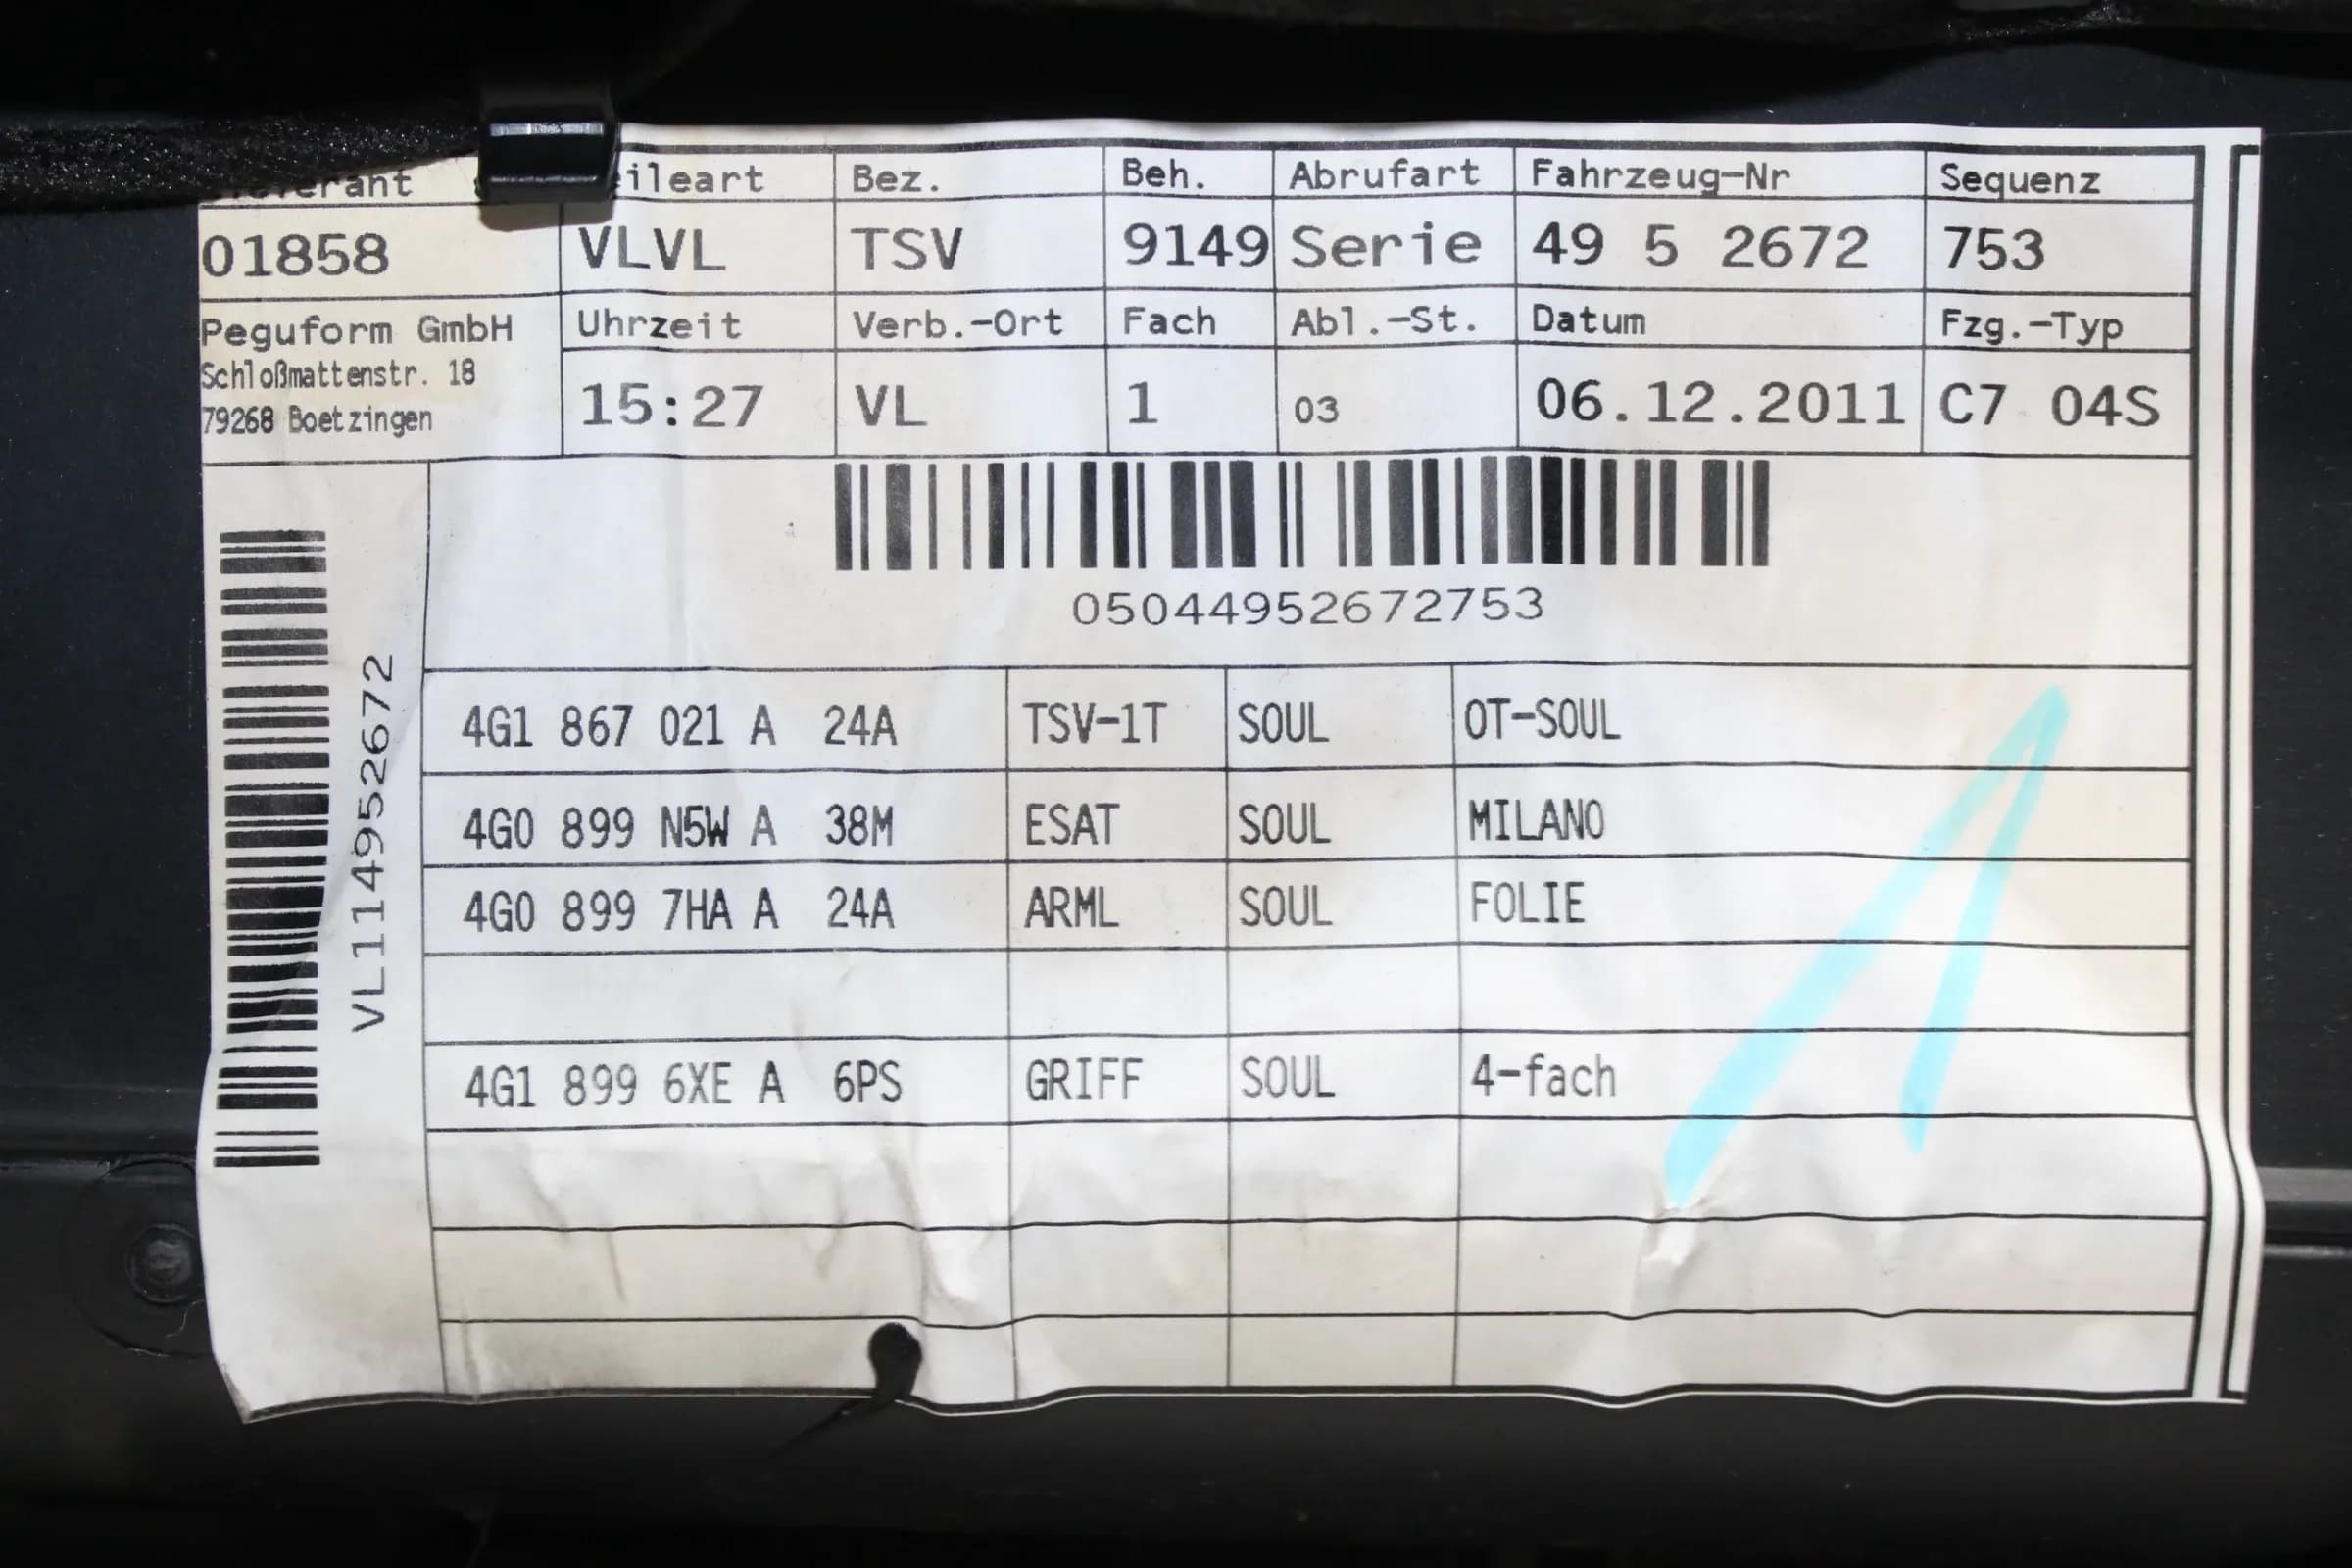 Bez. Beh. Abrufart Fahrzeug-Nr Sequenz
01858 VLVL TSV 9149 Serie 49 5 2672 753
Peguform GmbH Uhrzeit Verb.-Ort Fach Abl.-St. Datum Fzg.-Typ
Schloßmattenstr. 18
79268 Boetzingen 15:27 VL 1 03 06.12.2011 C7 04S
05044952672753
VL114952672
4G1 867 021 A 24A TSV-1T SOUL OT-SOUL
4G0 899 N5W A 38M ESAT SOUL MILANO
4G0 899 7HA A 24A ARML SOUL FOLIE
4G1 899 6XE A 6PS GRIFF SOUL 4-fach